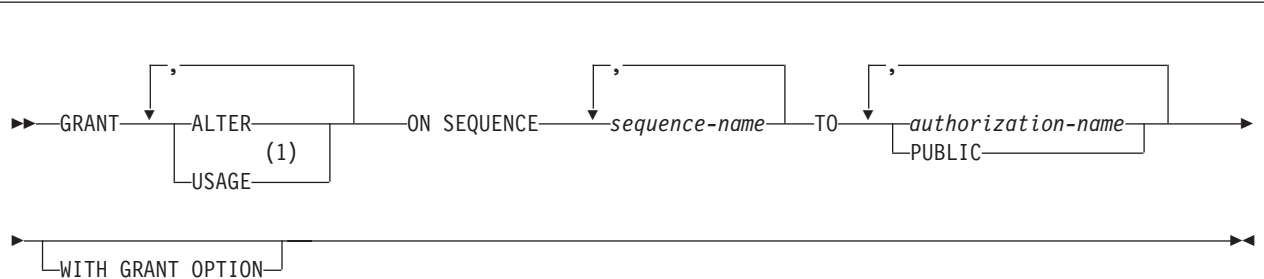 , , ,
GRANT ALTER ON SEQUENCE sequence-name TO authorization-name
(1) PUBLIC
USAGE
WITH GRANT OPTION